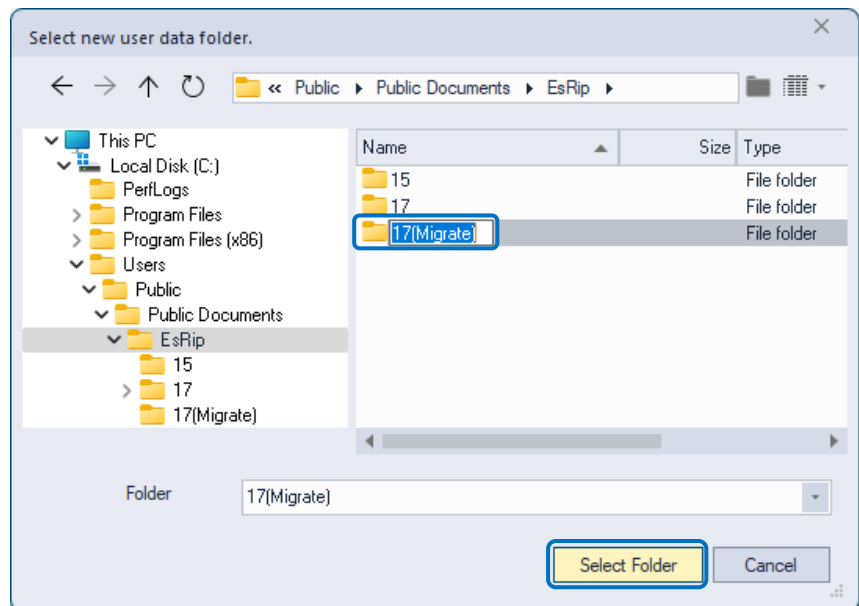 Select new user data folder.
« Public Public Documents EsRip
This PC
Local Disk (C:)
PerfLogs
Program Files
Program Files (x86)
Users
Public
Public Documents
EsRip
15
17
17(Migrate)
Name Size Type
15 File folder
17 File folder
17(Migrate) File folder
Folder 17(Migrate)
Select Folder Cancel